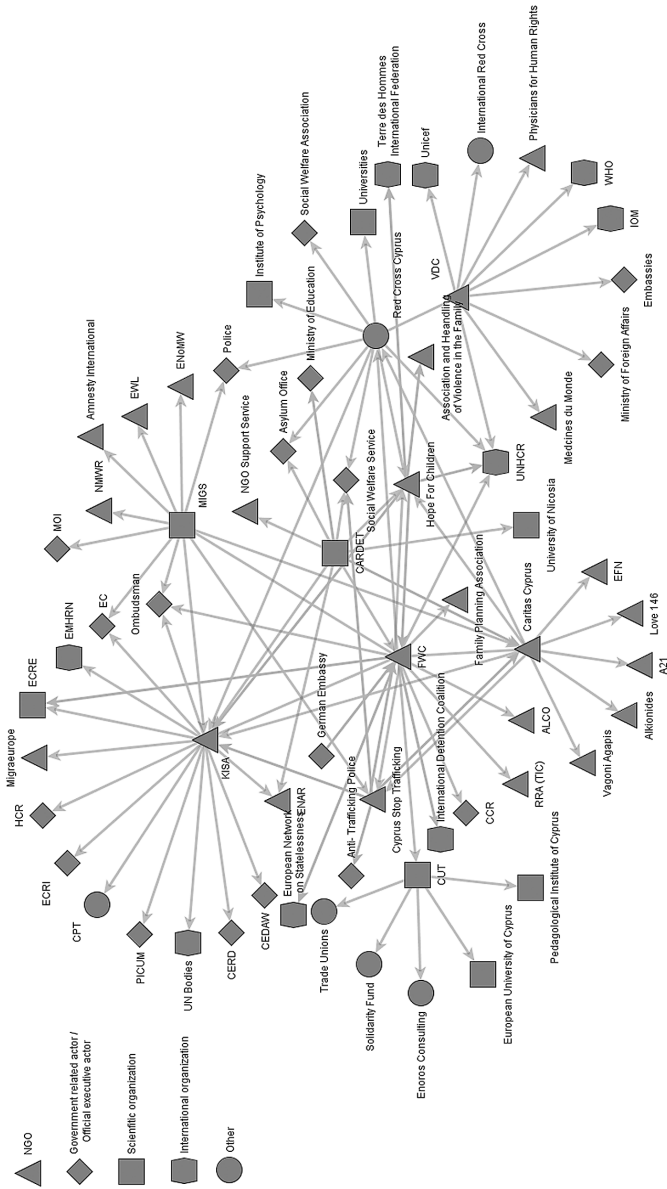 Terre des Hommes
International Federation
International Red Cross
Physicians for Human Rights
Social Welfare Association
Universities
Unicef
WHO
IOM
Institute of Psychology
Red Cross Cyprus
VDC
Embassies
Ministry of Education
Association and Heandling
of Violence in the Family
Ministry of Foreign Affairs
Amnesty International
EWL
ENoMW
Police
Asylum Office
Medcines du Monde
NMWR
MIGS
NGO Support Service
Social Welfare Service
Hope For Children
UNHCR
MOI
CARDET
University of Nicosia
EC
Ombudsman
EMHRN
Family Planning Association
Caritas Cyprus
EFN
Love 146
ECRE
FWC
A21
German Embassy
International Detention Coalition
Migraeurope
KISA
ALCO
Alkionides
Vagoni Agapis
HCR
ENAR
European Network
on Statelessness
Anti- Trafficking Police
Cyprus Stop Trafficking
CCR
RRA (TIC)
ECRI
CPT
CEDAW
CUT
PICUM
UN Bodies
CERD
Trade Unions
Pedagological Institute of Cyprus
Solidarity Fund
Enoros Consulting
European University of Cyprus
NGO
Government related actor /
Official executive actor
Scienfitic organization
International organization
Other